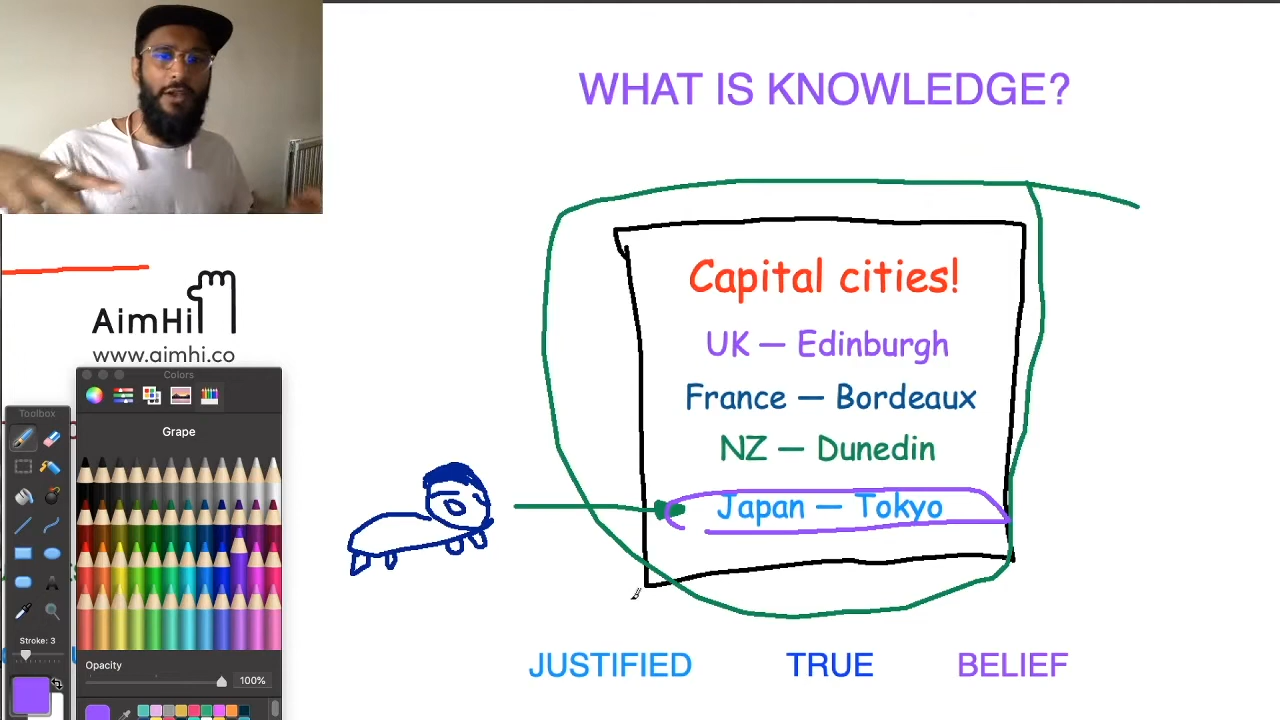 WHAT IS KNOWLEDGE?
AimHi
www.aimhi.co
Capital cities!
UK — Edinburgh
France — Bordeaux
NZ — Dunedin
Japan — Tokyo
JUSTIFIED TRUE BELIEF
Colors
Grape
Toolbox
Stroke: 3
Opacity
100%